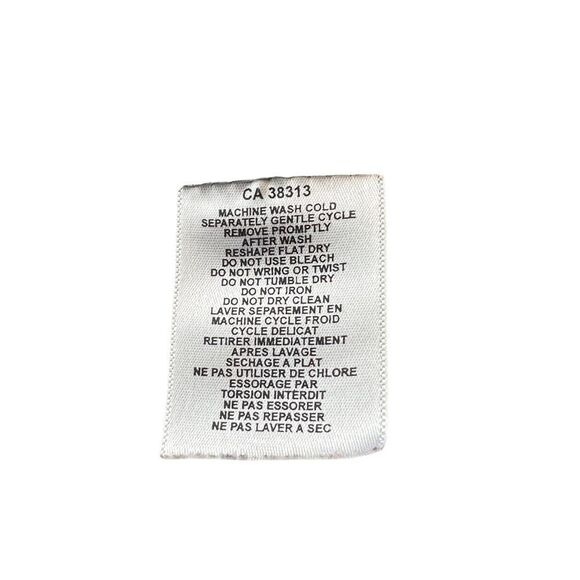 CA 38313
MACHINE WASH COLD
SEPARATELY GENTLE CYCLE
REMOVE PROMPTLY
AFTER WASH
RESHAPE FLAT DRY
DO NOT USE BLEACH
DO NOT WRING OR TWIST
DO NOT TUMBLE DRY
DO NOT IRON
DO NOT DRY CLEAN
LAVER SEPAREMENT EN
MACHINE CYCLE FROID
CYCLE DELICAT
RETIRER IMMEDIATEMENT
APRES LAVAGE
SECHAGE A PLAT
NE PAS UTILISER DE CHLORE
ESSORAGE PAR
TORSION INTERDIT
NE PAS ESSORER
NE PAS REPASSER
NE PAS LAVER A SEC